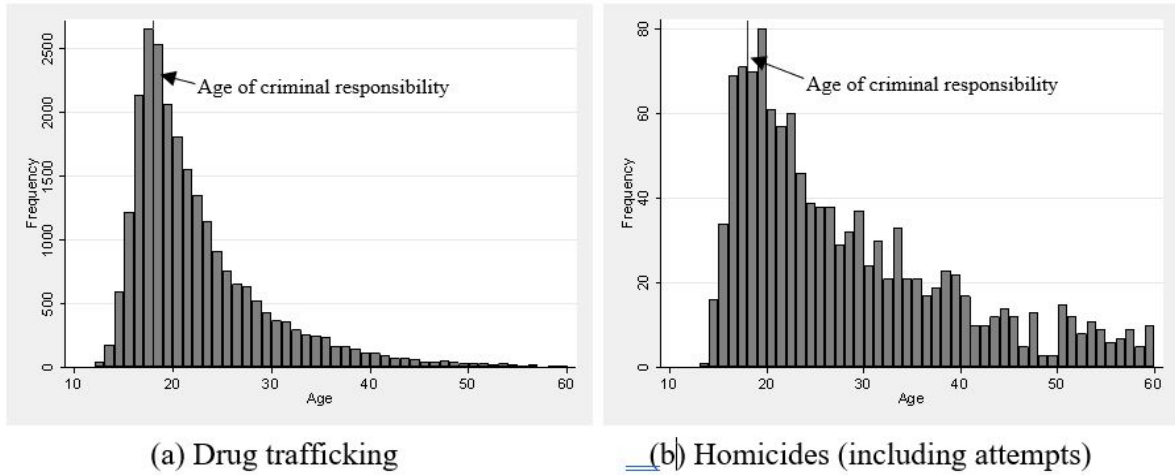 Frequency
0 500 1000 1500 2000 2500
Age of criminal responsibility
10 20 30 40 50 60
Age
(a) Drug trafficking
Frequency
0 20 40 60 80
Age of criminal responsibility
10 20 30 40 50 60
Age
(b) Homicides (including attempts)